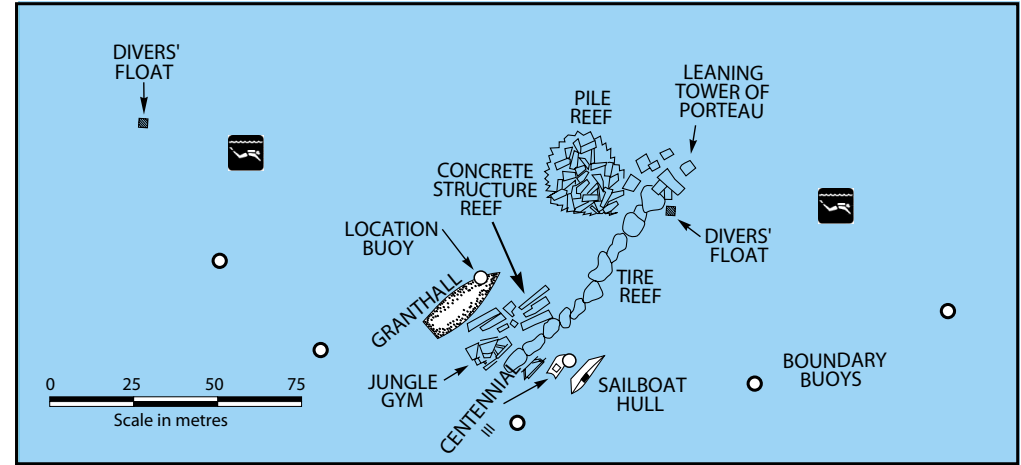 DIVERS'
FLOAT
LEANING
TOWER OF
PORTEAU
PILE
REEF
CONCRETE
STRUCTURE
REEF
LOCATION
BUOY
DIVERS'
FLOAT
GRANTHALL
TIRE
REEF
JUNGLE
GYM
CENTENNIAL
III
SAILBOAT
HULL
BOUNDARY
BUOYS
0 25 50 75
Scale in metres